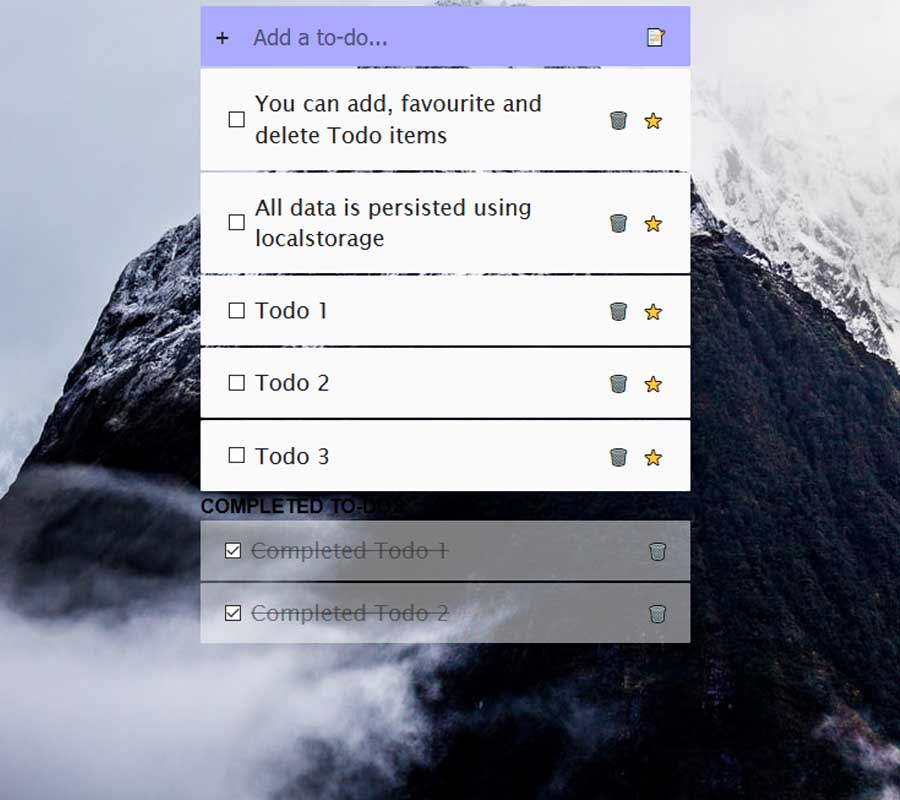 + Add a to-do...
You can add, favourite and
delete Todo items
All data is persisted using
localstorage
Todo 1
Todo 2
Todo 3
COMPLETED TO-DO'S
Completed Todo 1
Completed Todo 2